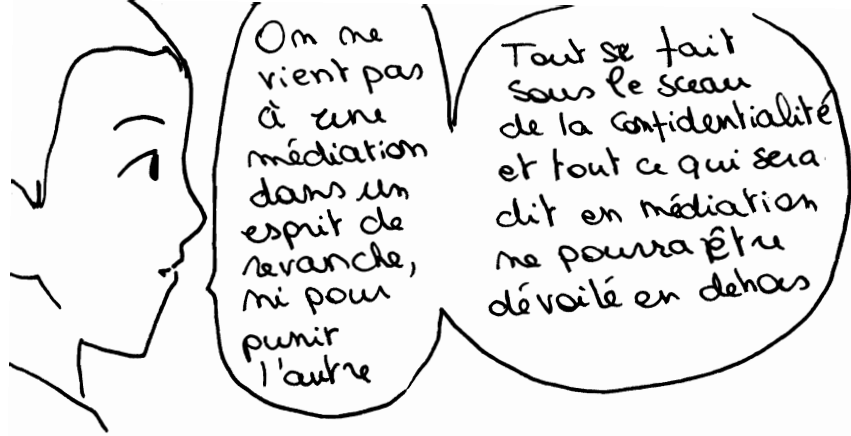 On ne
vient pas
à une
médiation
dans un
esprit de
revanche,
ni pour
punir
l'autre
Tout se fait
sous le sceau
de la confidentialité
et tout ce qui sera
dit en médiation
ne pourra être
dévoilé en dehors